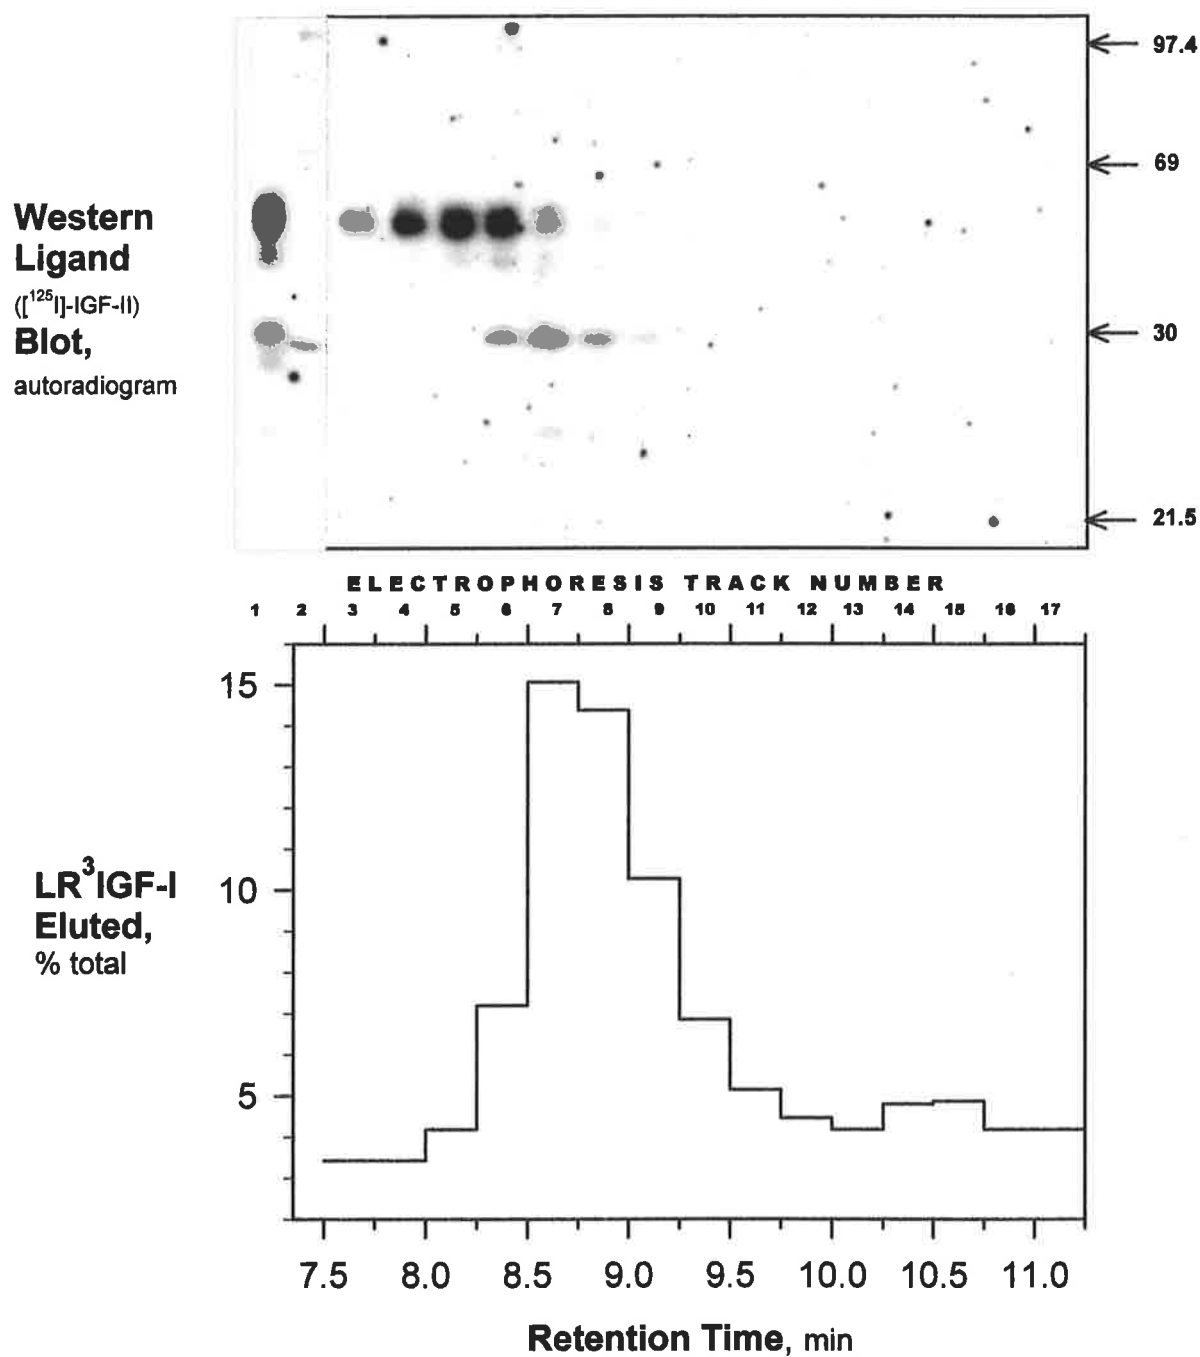 97.4
69
Western
Ligand
([¹²⁵I]-IGF-II)
Blot,
autoradiogram
30
21.5
ELECTROPHORESIS TRACK NUMBER
1 2 3 4 5 6 7 8 9 10 11 12 13 14 15 16 17
15
10
5
LR³IGF-I
Eluted,
% total
7.5 8.0 8.5 9.0 9.5 10.0 10.5 11.0
Retention Time, min